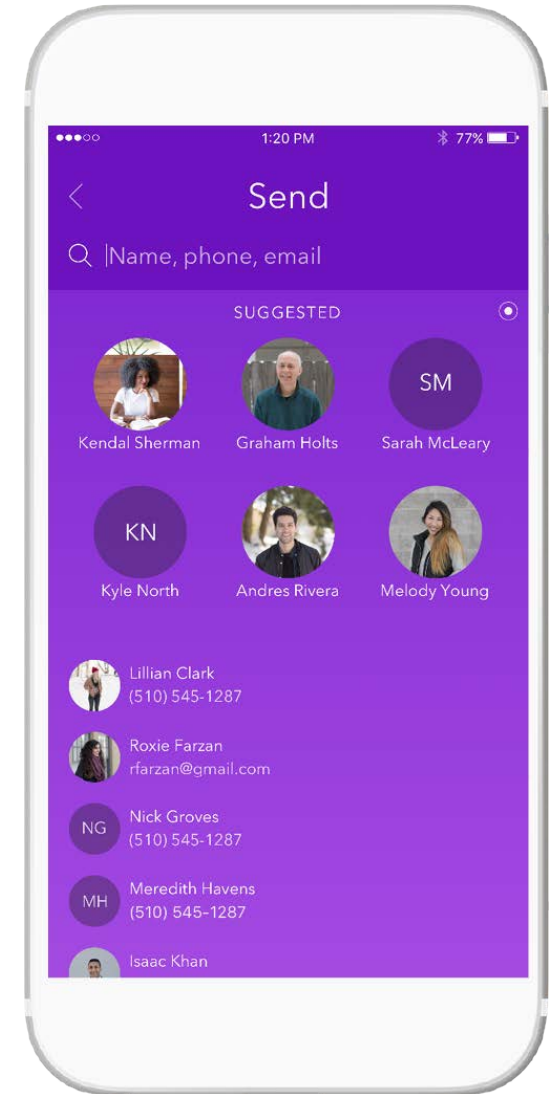 1:20 PM
77%
Send
Name, phone, email
SUGGESTED
Kendal Sherman
Graham Holts
SM
Sarah McLeary
KN
Kyle North
Andres Rivera
Melody Young
Lillian Clark
(510) 545-1287
Roxie Farzan
rfarzan@gmail.com
NG
Nick Groves
(510) 545-1287
MH
Meredith Havens
(510) 545-1287
Isaac Khan